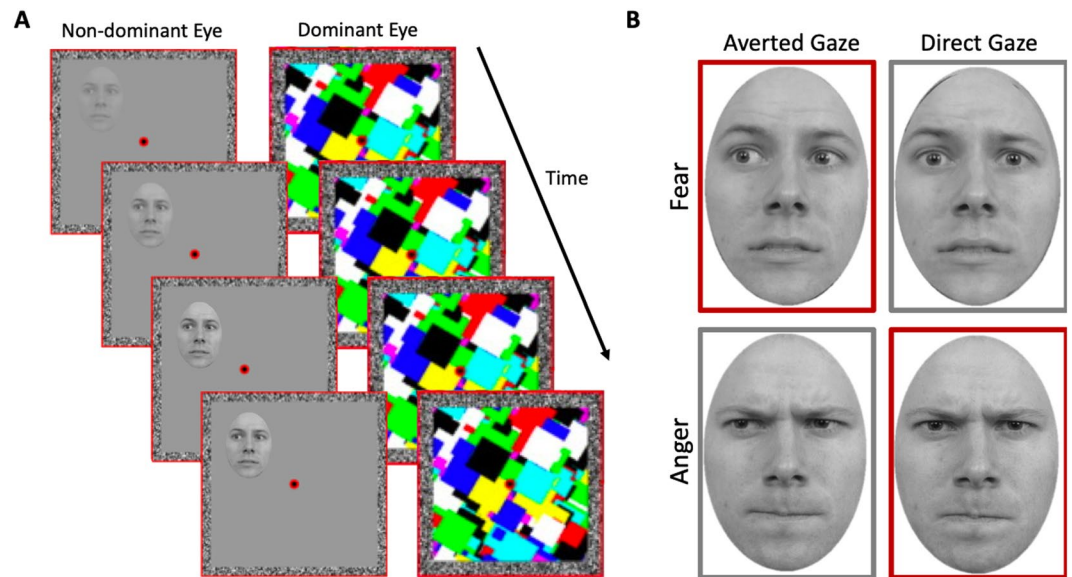 A
Non-dominant Eye
Dominant Eye
Time
B
Averted Gaze
Direct Gaze
Fear
Anger